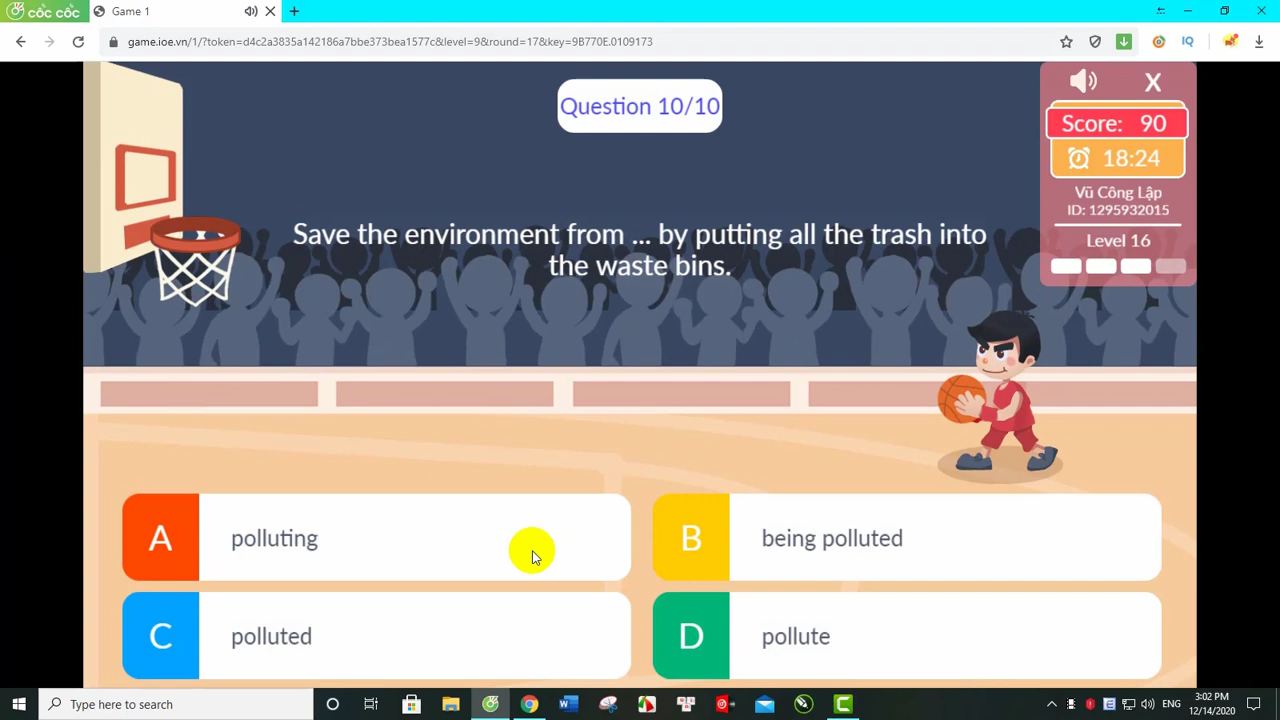 cốc cốc
Game 1
game.ioe.vn/1/?token=d4c2a3835a142186a7bbe373bea1577c&level=9&round=17&key=9B770E.0109173
IQ
Question 10/10
X
Score: 90
18:24
Vũ Công Lập
ID: 1295932015
Level 16
Save the environment from ... by putting all the trash into
the waste bins.
A polluting
B being polluted
C polluted
D pollute
Type here to search
ENG
3:02 PM
12/14/2020